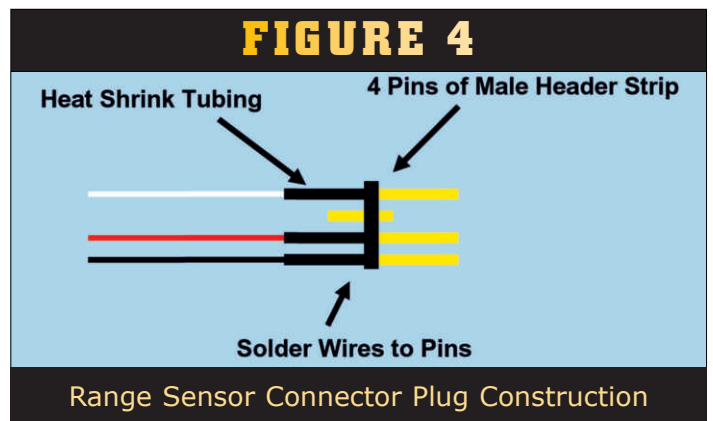 FIGURE 4
Heat Shrink Tubing
4 Pins of Male Header Strip
Solder Wires to Pins
Range Sensor Connector Plug Construction